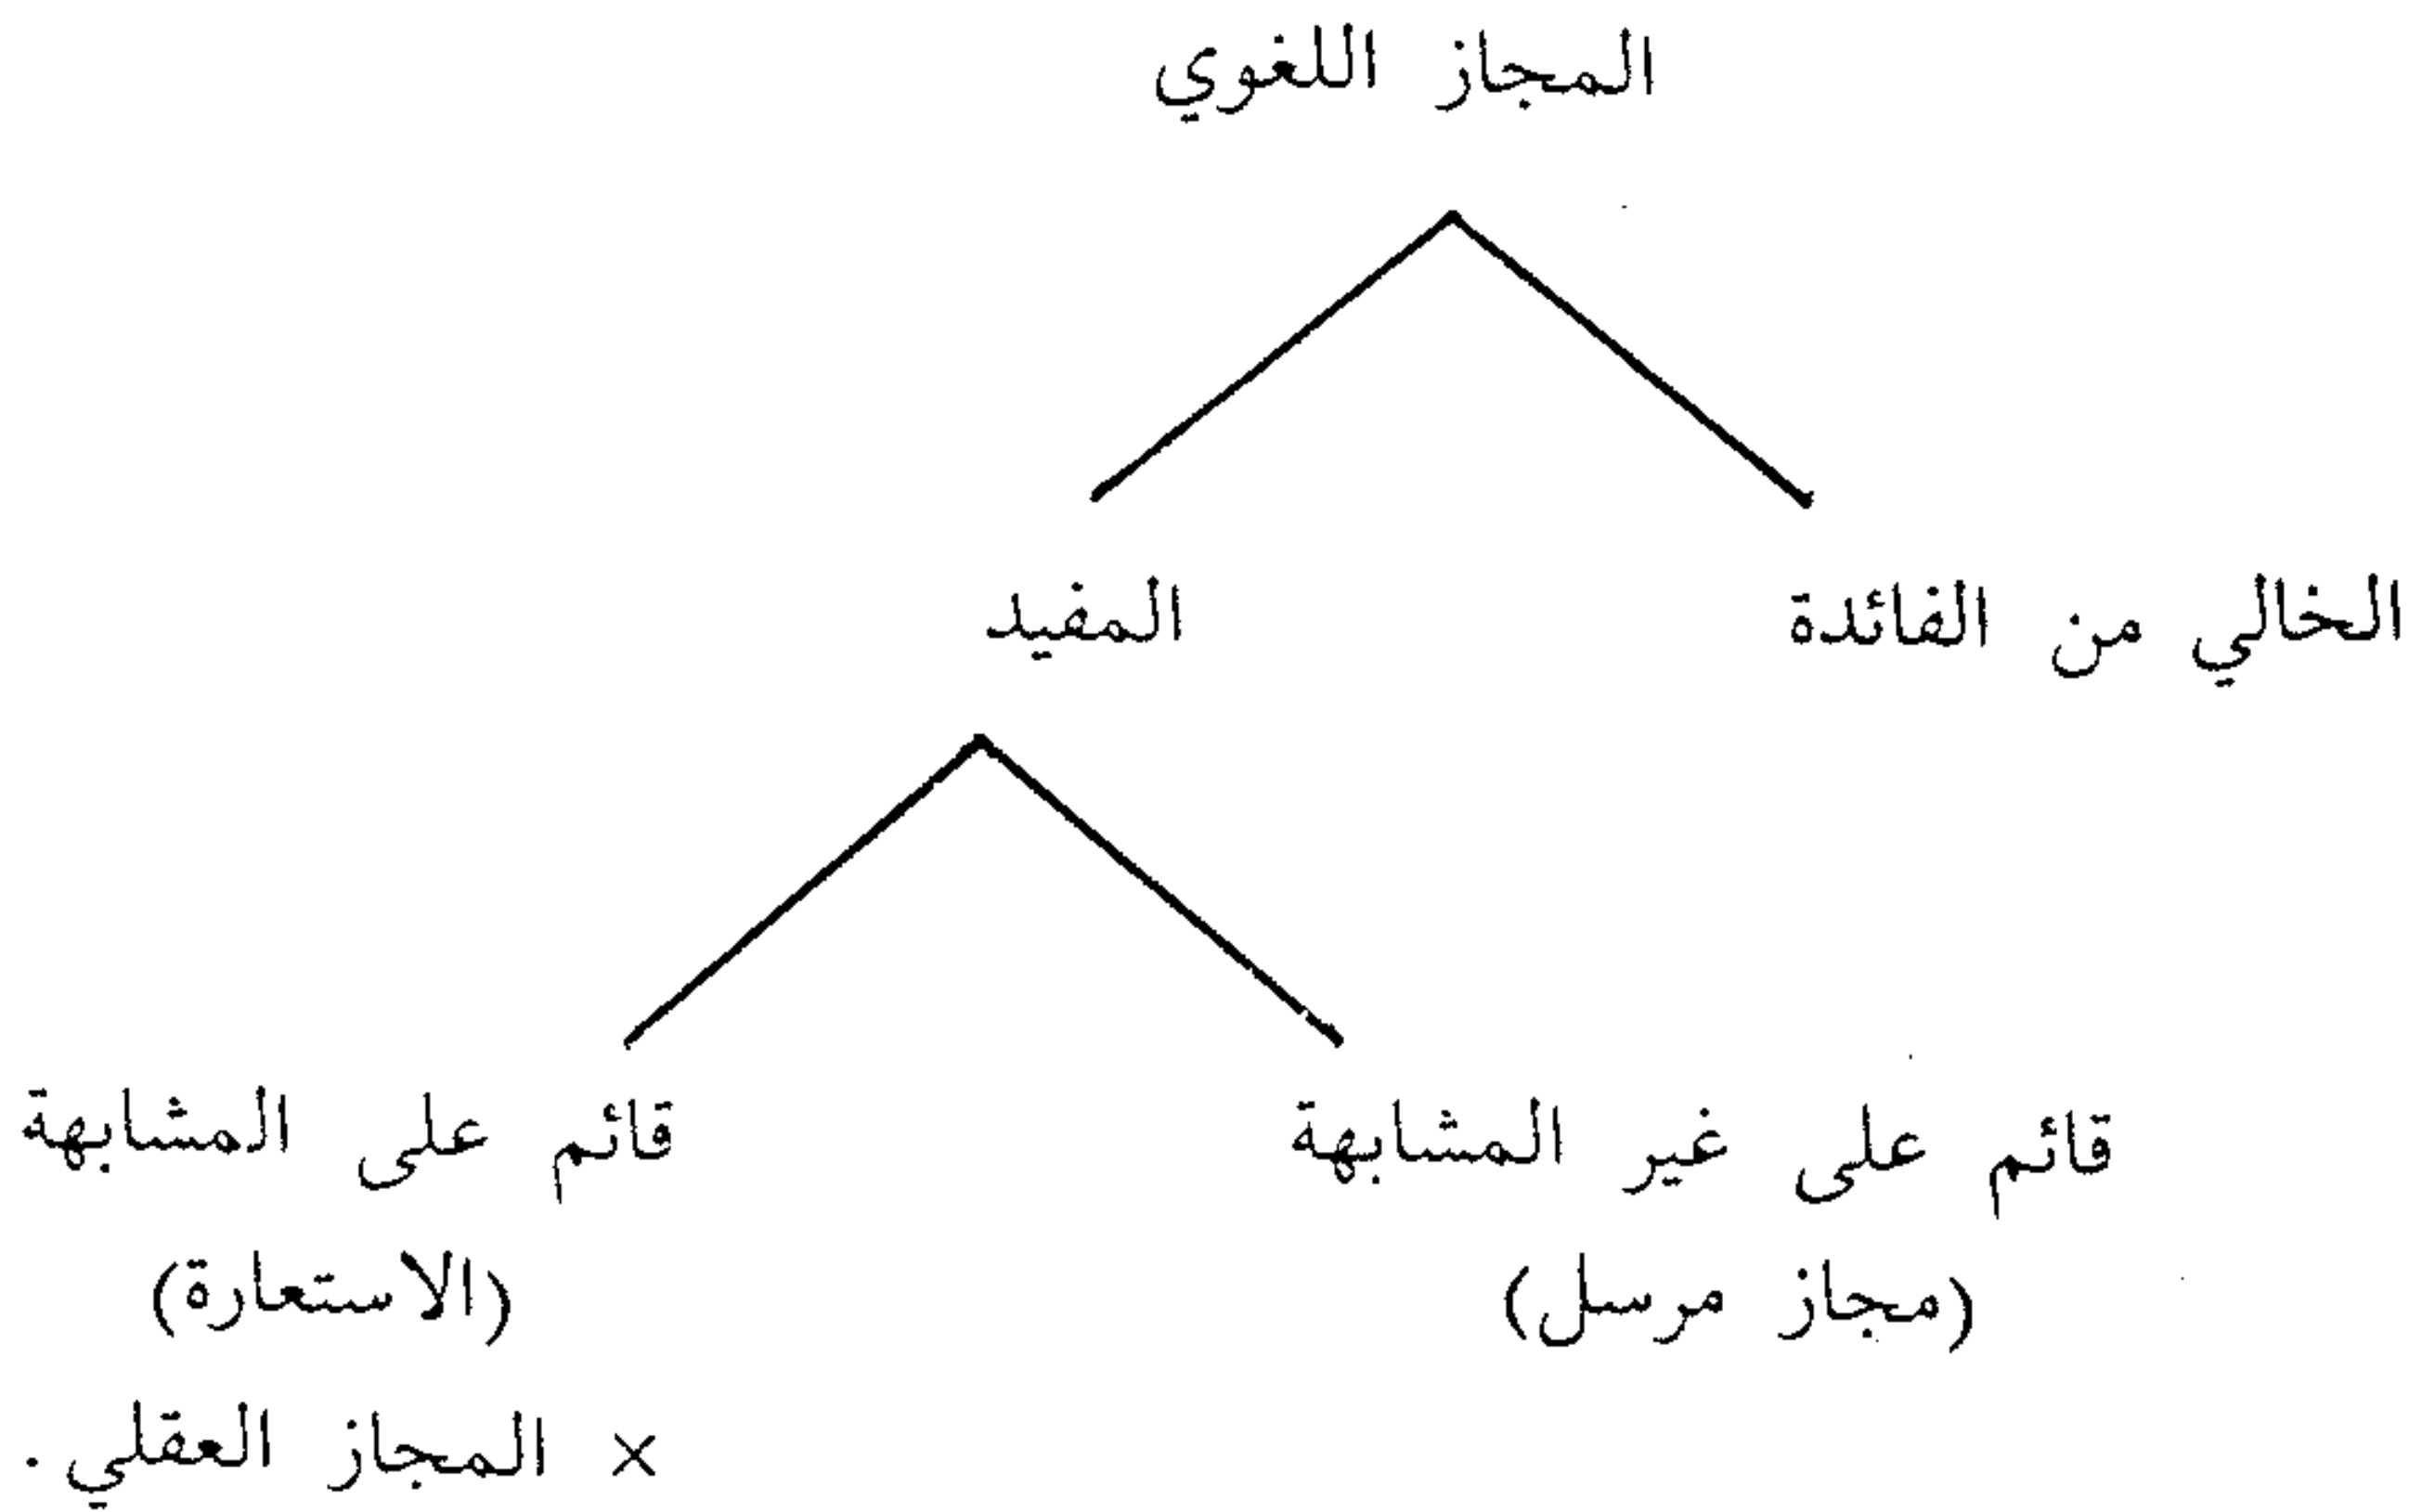 المجاز اللغوي
الخالي من الفائدة
المفيد
قائم على غير المشابهة
(مجاز مرسل)
قائم على المشابهة
(الاستعارة)
× المجاز العقلي.